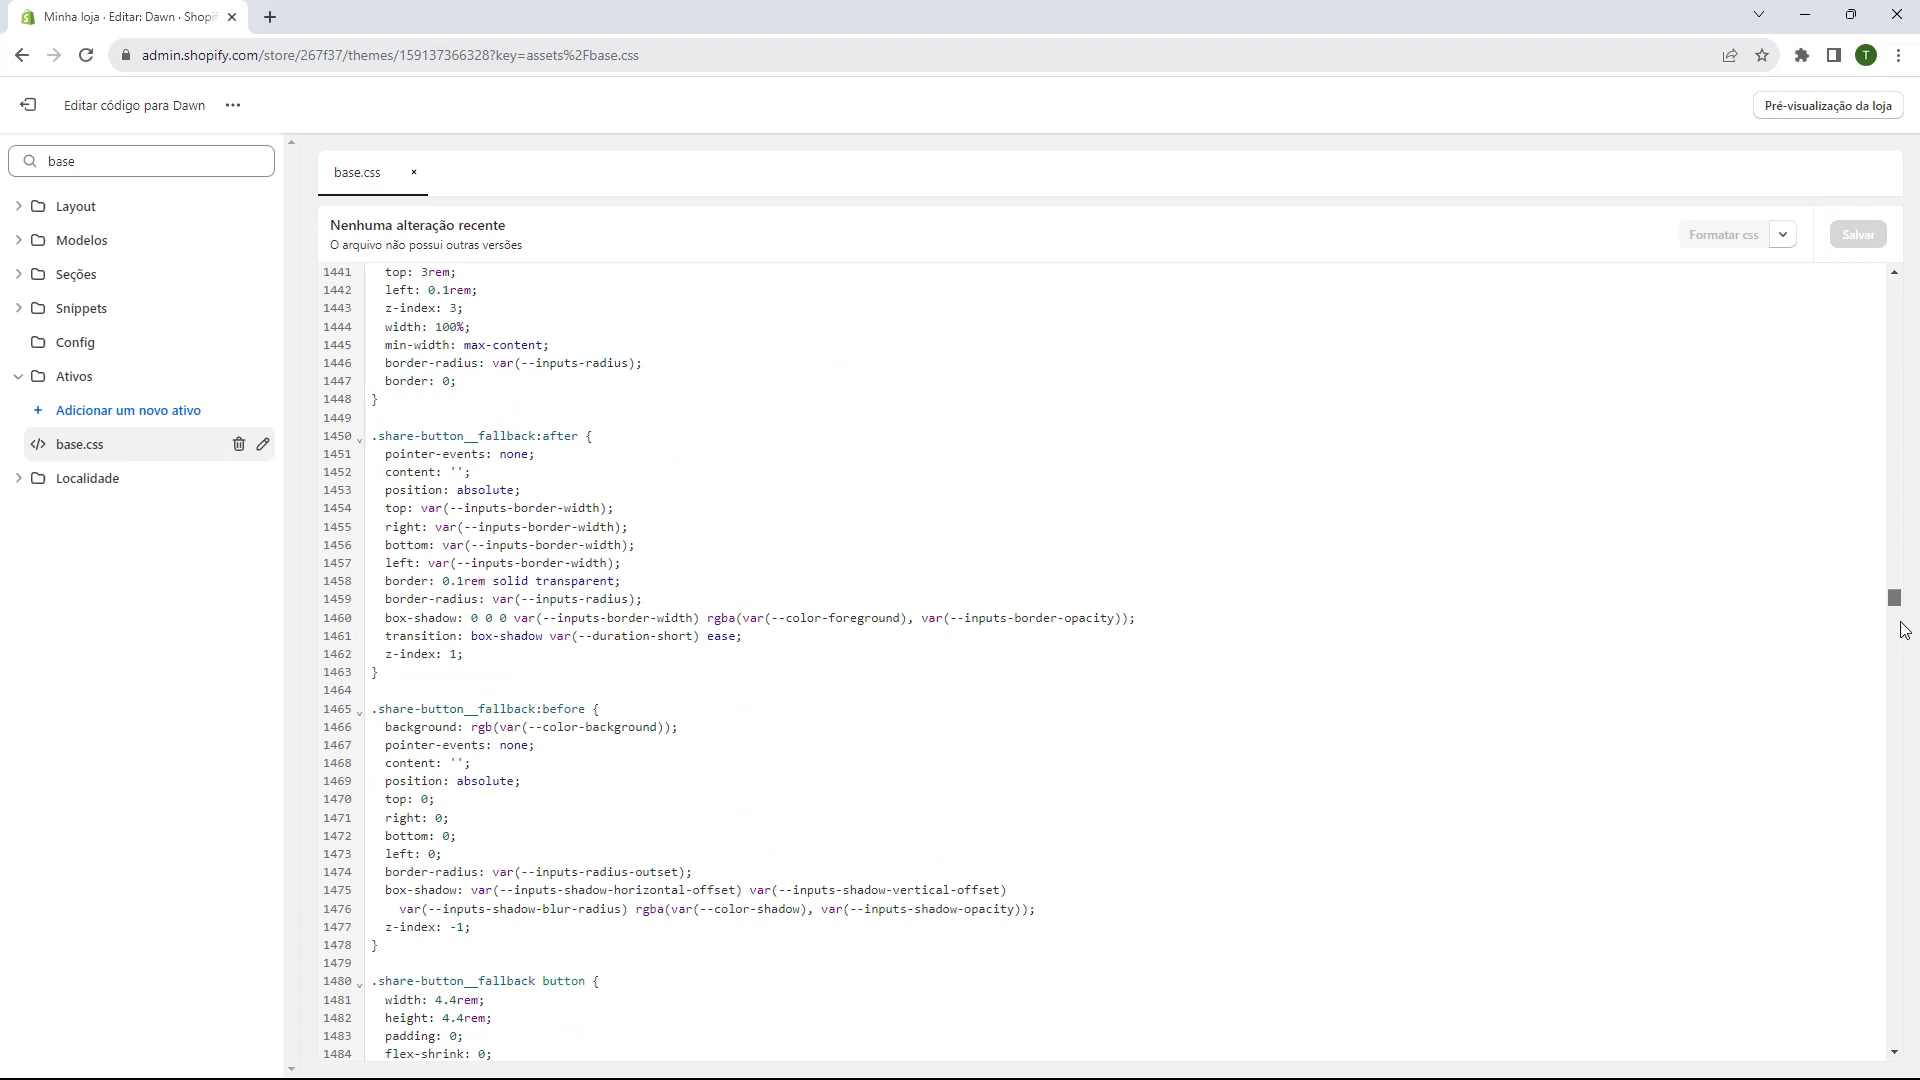 Minha loja · Editar: Dawn · Shopif
admin.shopify.com/store/267f37/themes/159137366328?key=assets%2Fbase.css
T
Editar código para Dawn
Pré-visualização da loja
base
Layout
Modelos
Seções
Snippets
Config
Ativos
+ Adicionar um novo ativo
</> base.css
Localidade
base.css
Nenhuma alteração recente
O arquivo não possui outras versões
Formatar css
Salvar
1441 top: 3rem;
1442 left: 0.1rem;
1443 z-index: 3;
1444 width: 100%;
1445 min-width: max-content;
1446 border-radius: var(--inputs-radius);
1447 border: 0;
1448 }
1449
1450 .share-button__fallback:after {
1451 pointer-events: none;
1452 content: '';
1453 position: absolute;
1454 top: var(--inputs-border-width);
1455 right: var(--inputs-border-width);
1456 bottom: var(--inputs-border-width);
1457 left: var(--inputs-border-width);
1458 border: 0.1rem solid transparent;
1459 border-radius: var(--inputs-radius);
1460 box-shadow: 0 0 0 var(--inputs-border-width) rgba(var(--color-foreground), var(--inputs-border-opacity));
1461 transition: box-shadow var(--duration-short) ease;
1462 z-index: 1;
1463 }
1464
1465 .share-button__fallback:before {
1466 background: rgb(var(--color-background));
1467 pointer-events: none;
1468 content: '';
1469 position: absolute;
1470 top: 0;
1471 right: 0;
1472 bottom: 0;
1473 left: 0;
1474 border-radius: var(--inputs-radius-outset);
1475 box-shadow: var(--inputs-shadow-horizontal-offset) var(--inputs-shadow-vertical-offset)
1476 var(--inputs-shadow-blur-radius) rgba(var(--color-shadow), var(--inputs-shadow-opacity));
1477 z-index: -1;
1478 }
1479
1480 .share-button__fallback button {
1481 width: 4.4rem;
1482 height: 4.4rem;
1483 padding: 0;
1484 flex-shrink: 0;